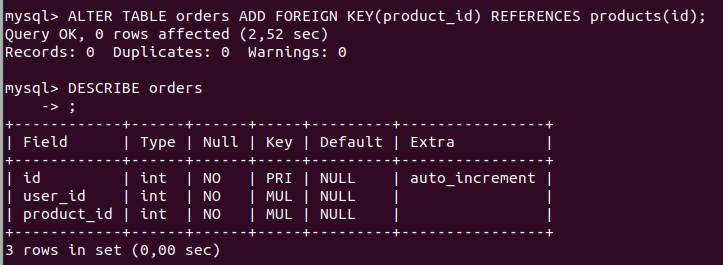 mysql> ALTER TABLE orders ADD FOREIGN KEY(product_id) REFERENCES products(id);
Query OK, 0 rows affected (2,52 sec)
Records: 0  Duplicates: 0  Warnings: 0

mysql> DESCRIBE orders
    -> ;
+------------+------+------+-----+---------+----------------+
| Field      | Type | Null | Key | Default | Extra          |
+------------+------+------+-----+---------+----------------+
| id         | int  | NO   | PRI | NULL    | auto_increment |
| user_id    | int  | NO   | MUL | NULL    |                |
| product_id | int  | NO   | MUL | NULL    |                |
+------------+------+------+-----+---------+----------------+
3 rows in set (0,00 sec)